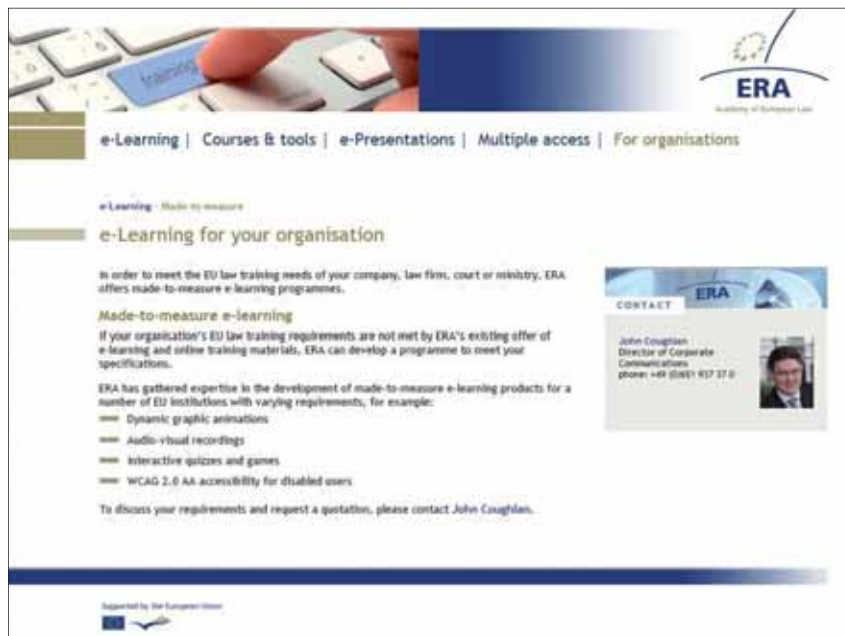 training
ERA
Academy of European Law
e-Learning | Courses & tools | e-Presentations | Multiple access | For organisations
e-Learning - Made-to-measure
e-Learning for your organisation
In order to meet the EU law training needs of your company, law firm, court or ministry, ERA
offers made-to-measure e-learning programmes.
Made-to-measure e-learning
If your organisation's EU law training requirements are not met by ERA's existing offer of
e-learning and online training materials, ERA can develop a programme to meet your
specifications.
ERA has gathered expertise in the development of made-to-measure e-learning products for a
number of EU institutions with varying requirements, for example:
Dynamic graphic animations
Audio-visual recordings
Interactive quizzes and games
WCAG 2.0 AA accessibility for disabled users
To discuss your requirements and request a quotation, please contact John Coughlan.
ERA
CONTACT
John Coughlan
Director of Corporate
Communications
phone: +49 (0)651 937 37 0
Supported by the European Union